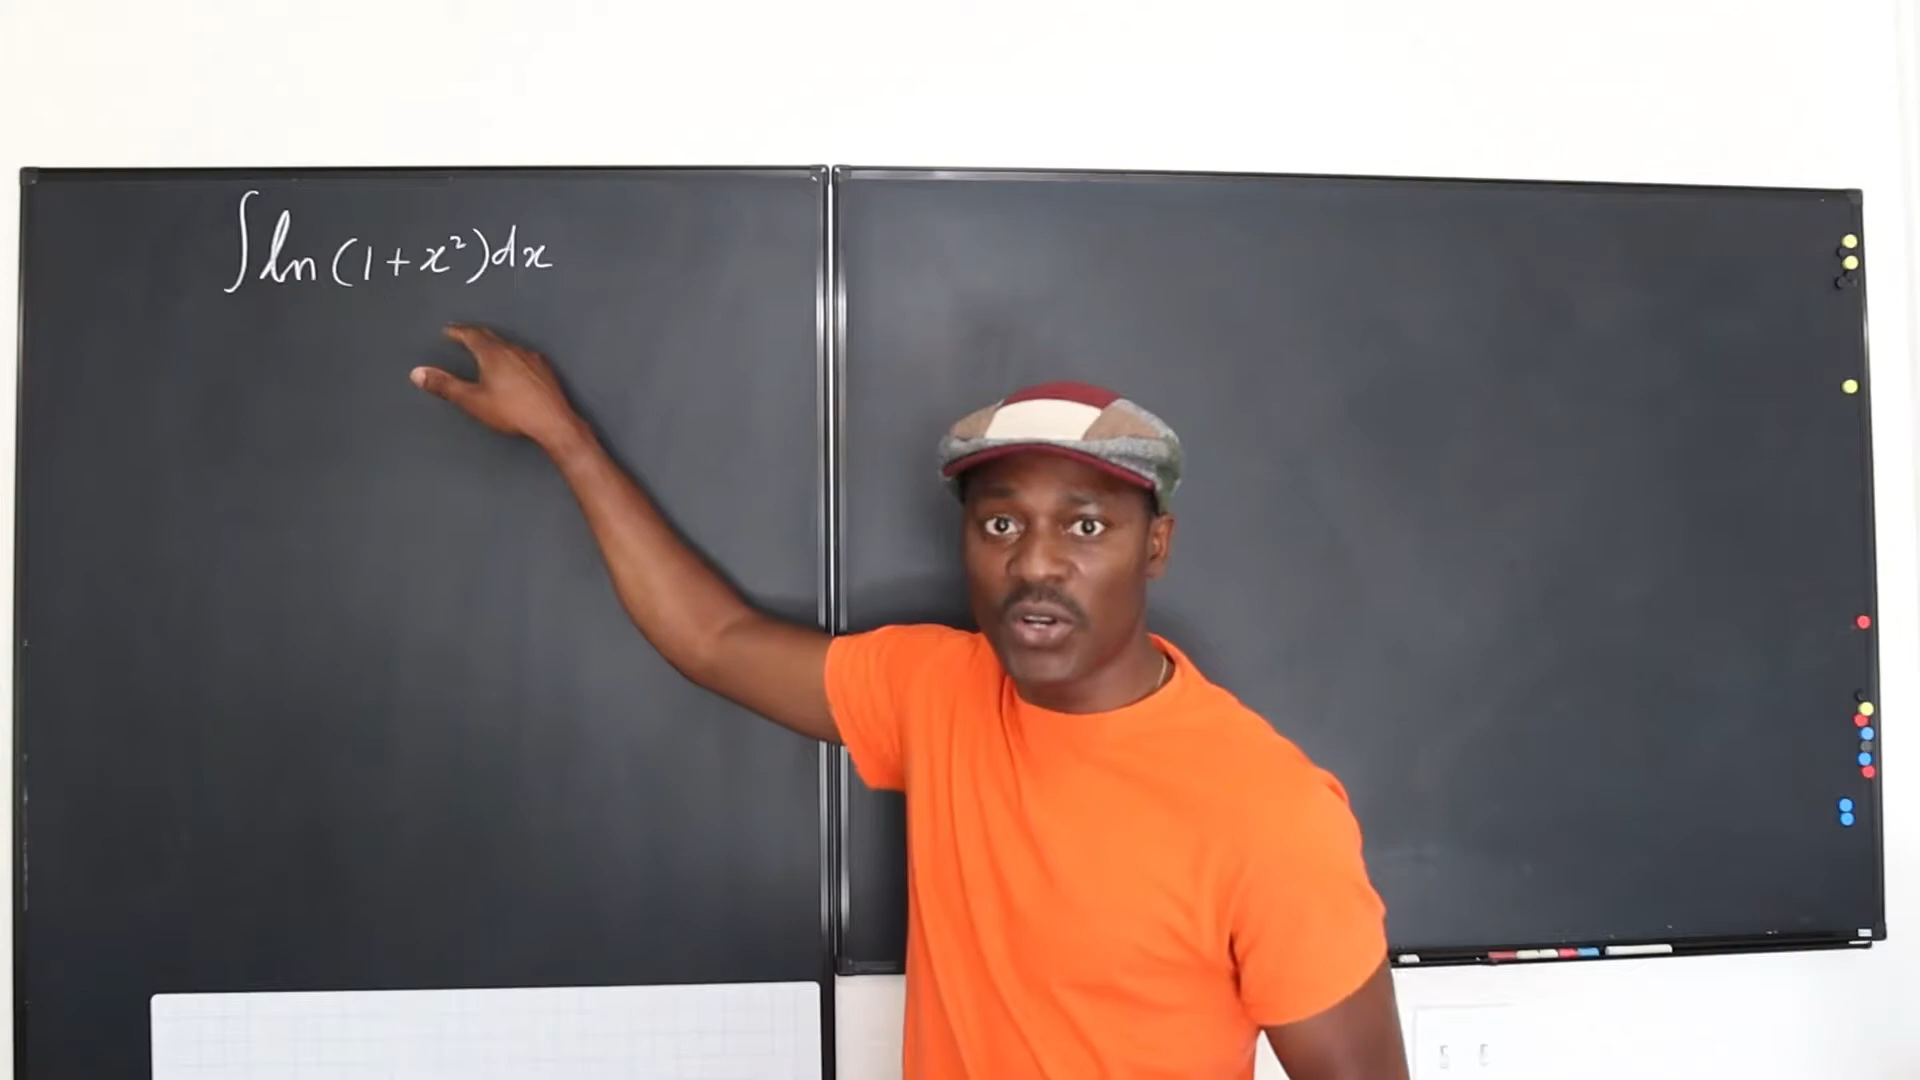 ∫ ln (1 + x²) dx